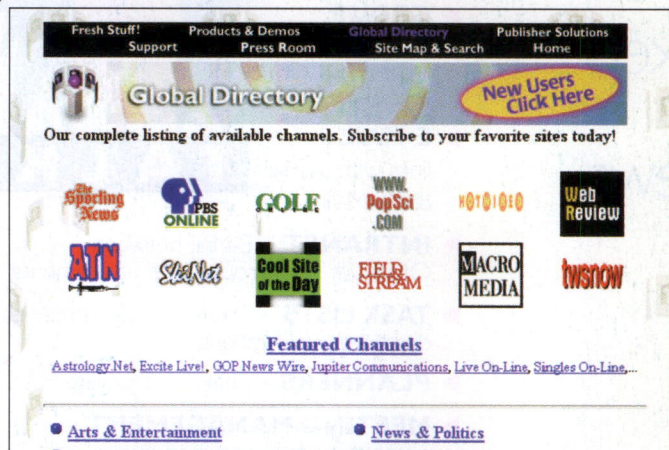 Fresh Stuff! Products & Demos Global Directory Publisher Solutions
Support Press Room Site Map & Search Home
Global Directory
New Users
Click Here
Our complete listing of available channels. Subscribe to your favorite sites today!
The
Sporting
News
PBS
ONLINE
GOLF
WWW.
PopSci
.COM
HOTWIRED
Web
Review
ATN
SkiNet
Cool Site
of the Day
FIELD
STREAM
MACRO
MEDIA
twsnow
Featured Channels
Astrology.Net, Excite Live!, GOP News Wire, Jupiter Communications, Live On-Line, Singles On-Line,...
Arts & Entertainment
News & Politics